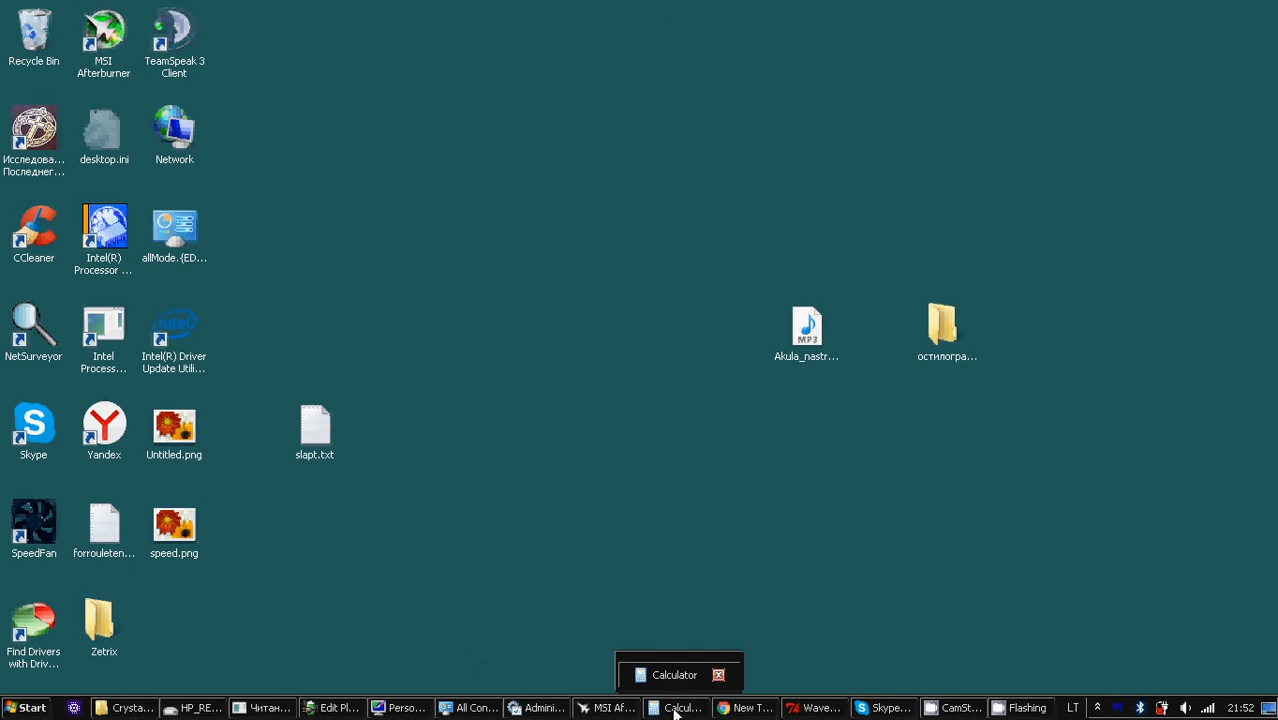 Recycle Bin
MSI
Afterburner
TeamSpeak 3
Client
Исследова...
Последнег...
desktop.ini
Network
CCleaner
Intel(R)
Processor ...
allMode.{ED...
NetSurveyor
Intel
Process...
Intel(R) Driver
Update Utili...
Akula_nastr...
MP3
остилогра...
Skype
Yandex
Untitled.png
slapt.txt
SpeedFan
forrouleten...
speed.png
Find Drivers
with Driv...
Zetrix
Calculator
Start
Crysta...
HP_RE...
Читан...
Edit Pl...
Perso...
All Con...
Admini...
MSI Af...
Calcul...
New T...
Wave...
Skype...
CamSt...
Flashing
LT
21:52